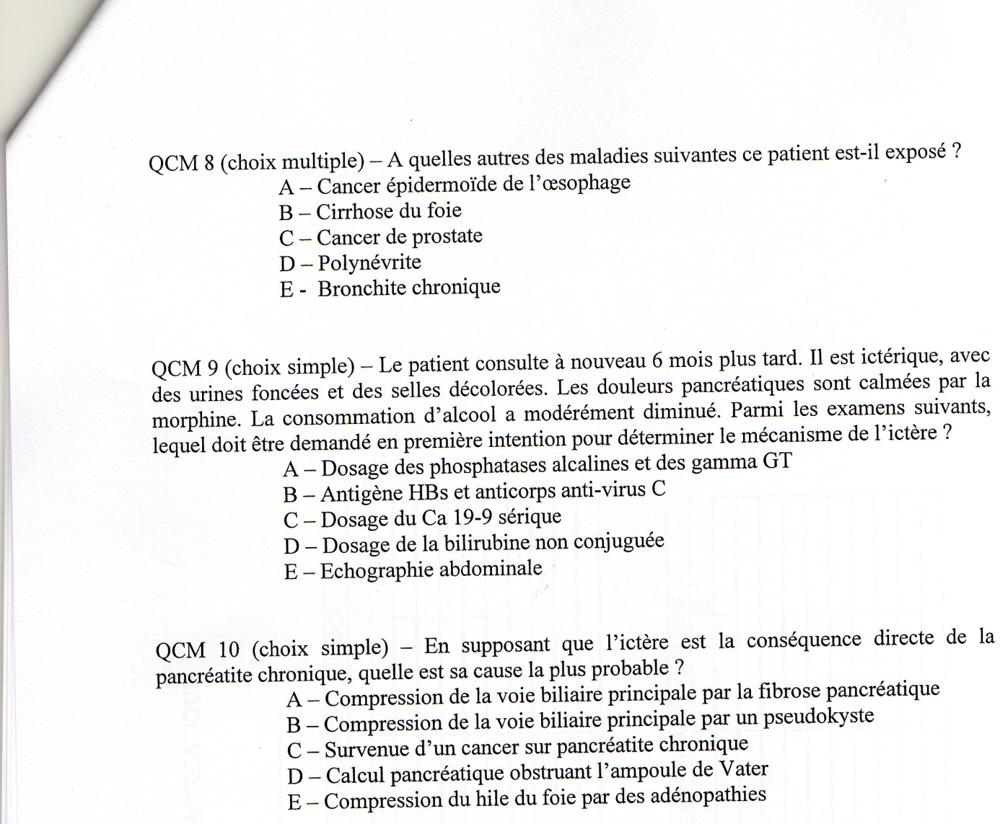 QCM 8 (choix multiple) – A quelles autres des maladies suivantes ce patient est-il exposé ?
A – Cancer épidermoïde de l’œsophage
B – Cirrhose du foie
C – Cancer de prostate
D – Polynévrite
E - Bronchite chronique
QCM 9 (choix simple) – Le patient consulte à nouveau 6 mois plus tard. Il est ictérique, avec
des urines foncées et des selles décolorées. Les douleurs pancréatiques sont calmées par la
morphine. La consommation d’alcool a modérément diminué. Parmi les examens suivants,
lequel doit être demandé en première intention pour déterminer le mécanisme de l’ictère ?
A – Dosage des phosphatases alcalines et des gamma GT
B – Antigène HBs et anticorps anti-virus C
C – Dosage du Ca 19-9 sérique
D – Dosage de la bilirubine non conjuguée
E – Echographie abdominale
QCM 10 (choix simple) – En supposant que l’ictère est la conséquence directe de la
pancréatite chronique, quelle est sa cause la plus probable ?
A – Compression de la voie biliaire principale par la fibrose pancréatique
B – Compression de la voie biliaire principale par un pseudokyste
C – Survenue d’un cancer sur pancréatite chronique
D – Calcul pancréatique obstruant l’ampoule de Vater
E – Compression du hile du foie par des adénopathies